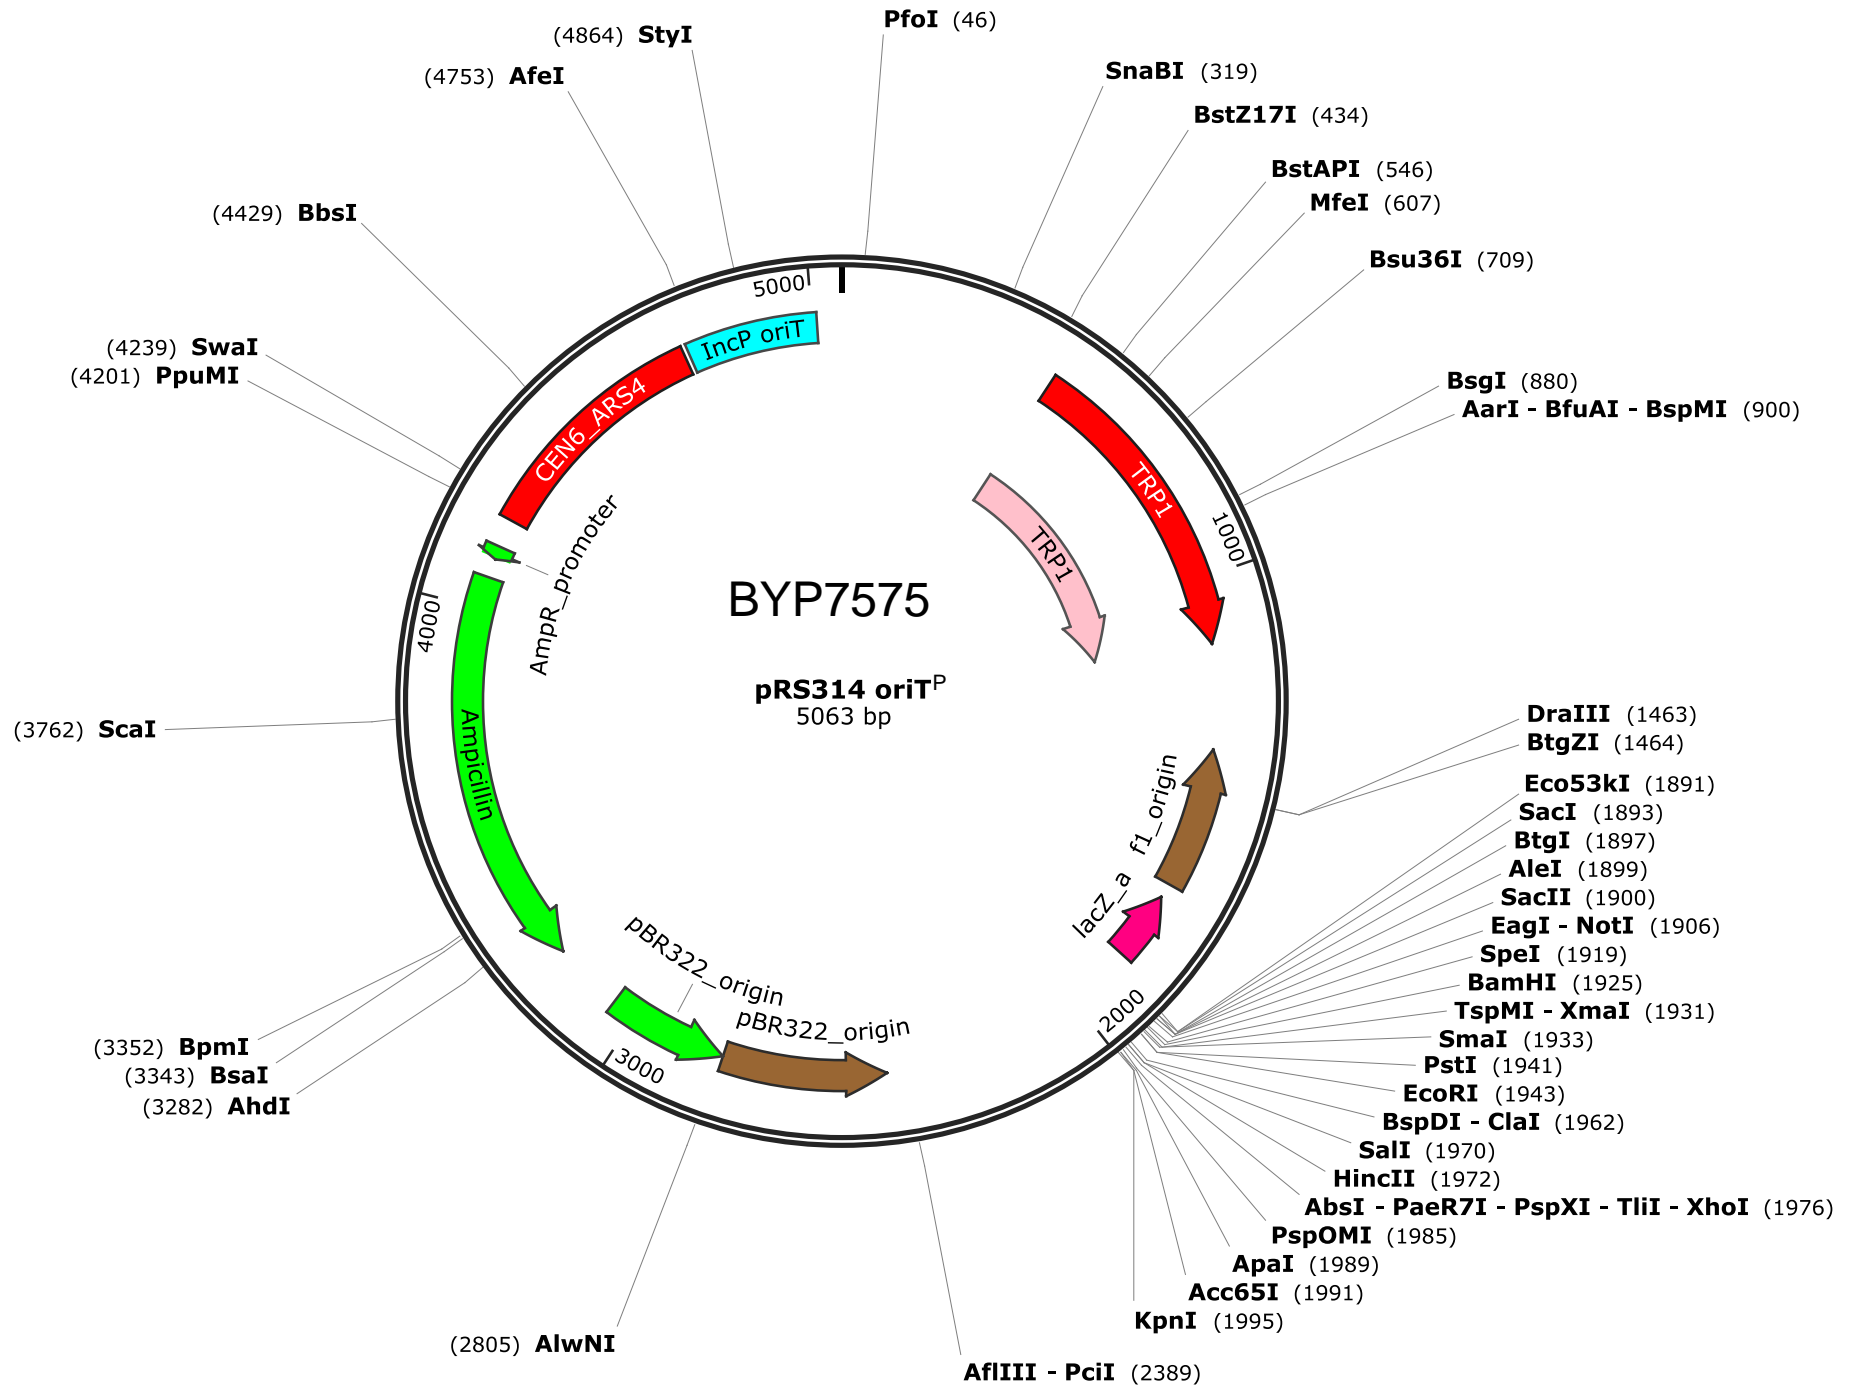 PfoI (46)
SnaBI (319)
BstZ17I (434)
BstAPI (546)
MfeI (607)
Bsu36I (709)
BsgI (880)
AarI - BfuAI - BspMI (900)
DraIII (1463)
BtgZI (1464)
Eco53kI (1891)
SacI (1893)
BtgI (1897)
AleI (1899)
SacII (1900)
EagI - NotI (1906)
SpeI (1919)
BamHI (1925)
TspMI - XmaI (1931)
SmaI (1933)
PstI (1941)
EcoRI (1943)
BspDI - ClaI (1962)
SalI (1970)
HincII (1972)
AbsI - PaeR7I - PspXI - TliI - XhoI (1976)
PspOMI (1985)
ApaI (1989)
Acc65I (1991)
KpnI (1995)
AflIII - PciI (2389)
(2805) AlwNI
(3282) AhdI
(3343) BsaI
(3352) BpmI
(3762) ScaI
(4201) PpuMI
(4239) SwaI
(4429) BbsI
(4753) AfeI
(4864) StyI
1000
2000
3000
4000
5000
IncP oriT
CEN6_ARS4
AmpR_promoter
Ampicillin
pBR322_origin
pBR322_origin
lacZ_a
f1_origin
TRP1
TRP1
BYP7575
pRS314 oriTP
5063 bp